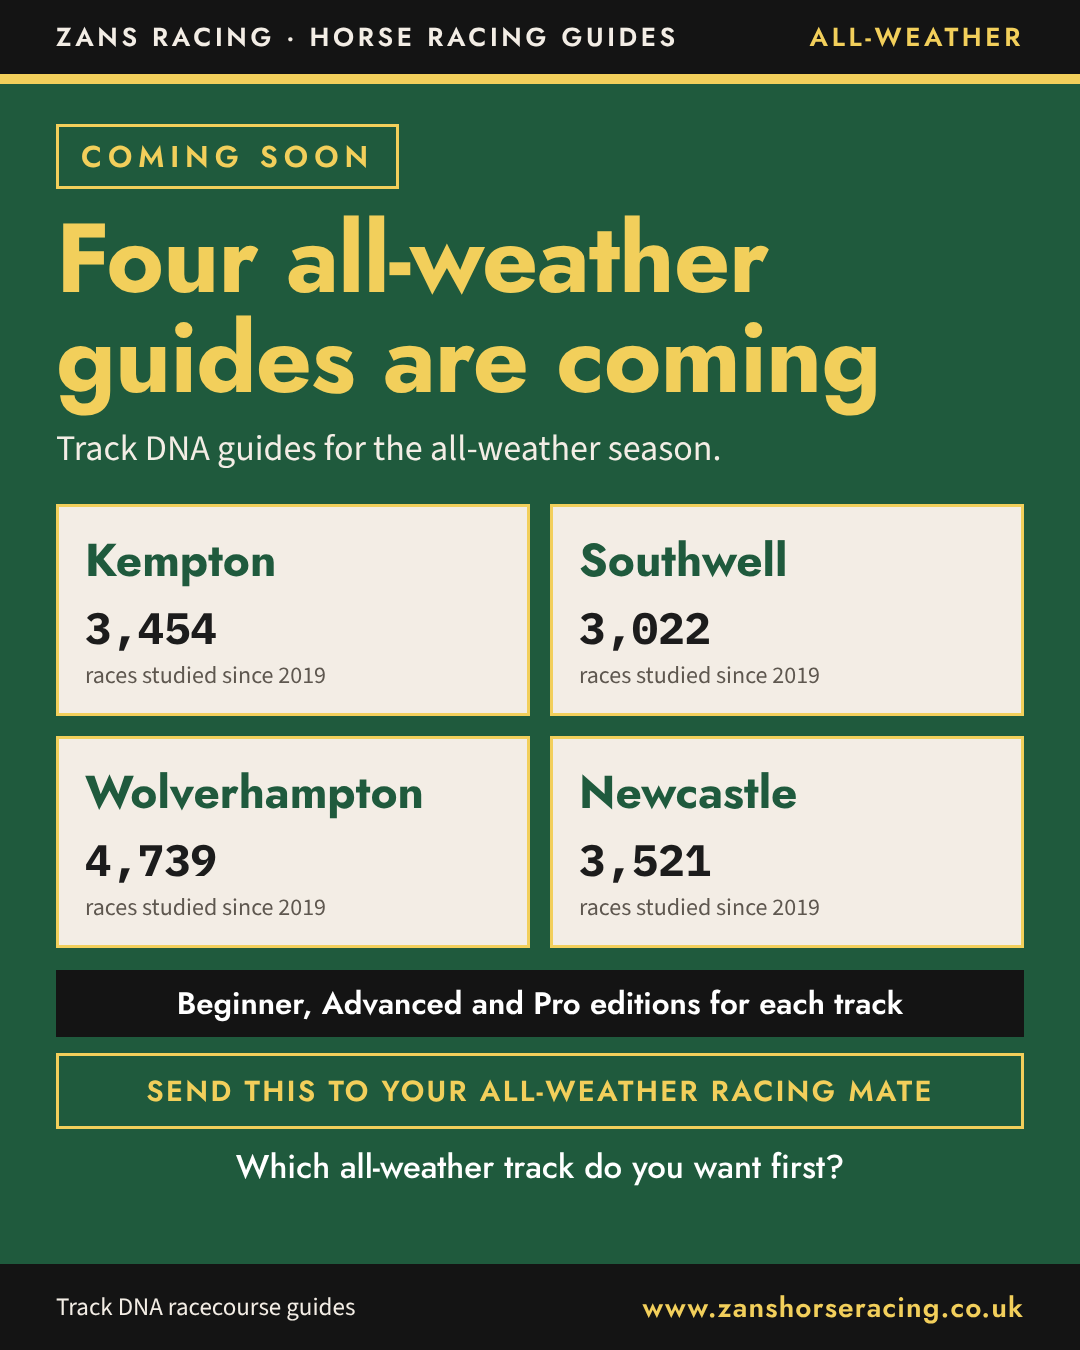 ZANS RACING · HORSE RACING GUIDES
ALL-WEATHER
COMING SOON
Four all-weather
guides are coming
Track DNA guides for the all-weather season.
Kempton
3,454
races studied since 2019
Southwell
3,022
races studied since 2019
Wolverhampton
4,739
races studied since 2019
Newcastle
3,521
races studied since 2019
Beginner, Advanced and Pro editions for each track
SEND THIS TO YOUR ALL-WEATHER RACING MATE
Which all-weather track do you want first?
Track DNA racecourse guides
www.zanshorseracing.co.uk